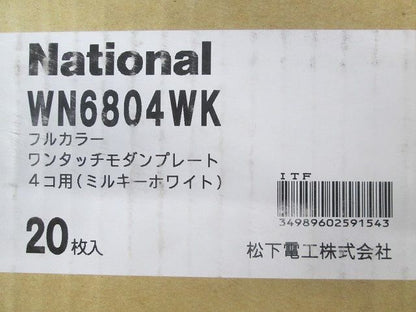 National
WN6804WK
フルカラー
ワンタッチモダンプレート
4コ用(ミルキーホワイト)
20枚入
ITF
34989602591543
松下電工株式会社